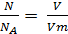 N/N_A = V/Vm